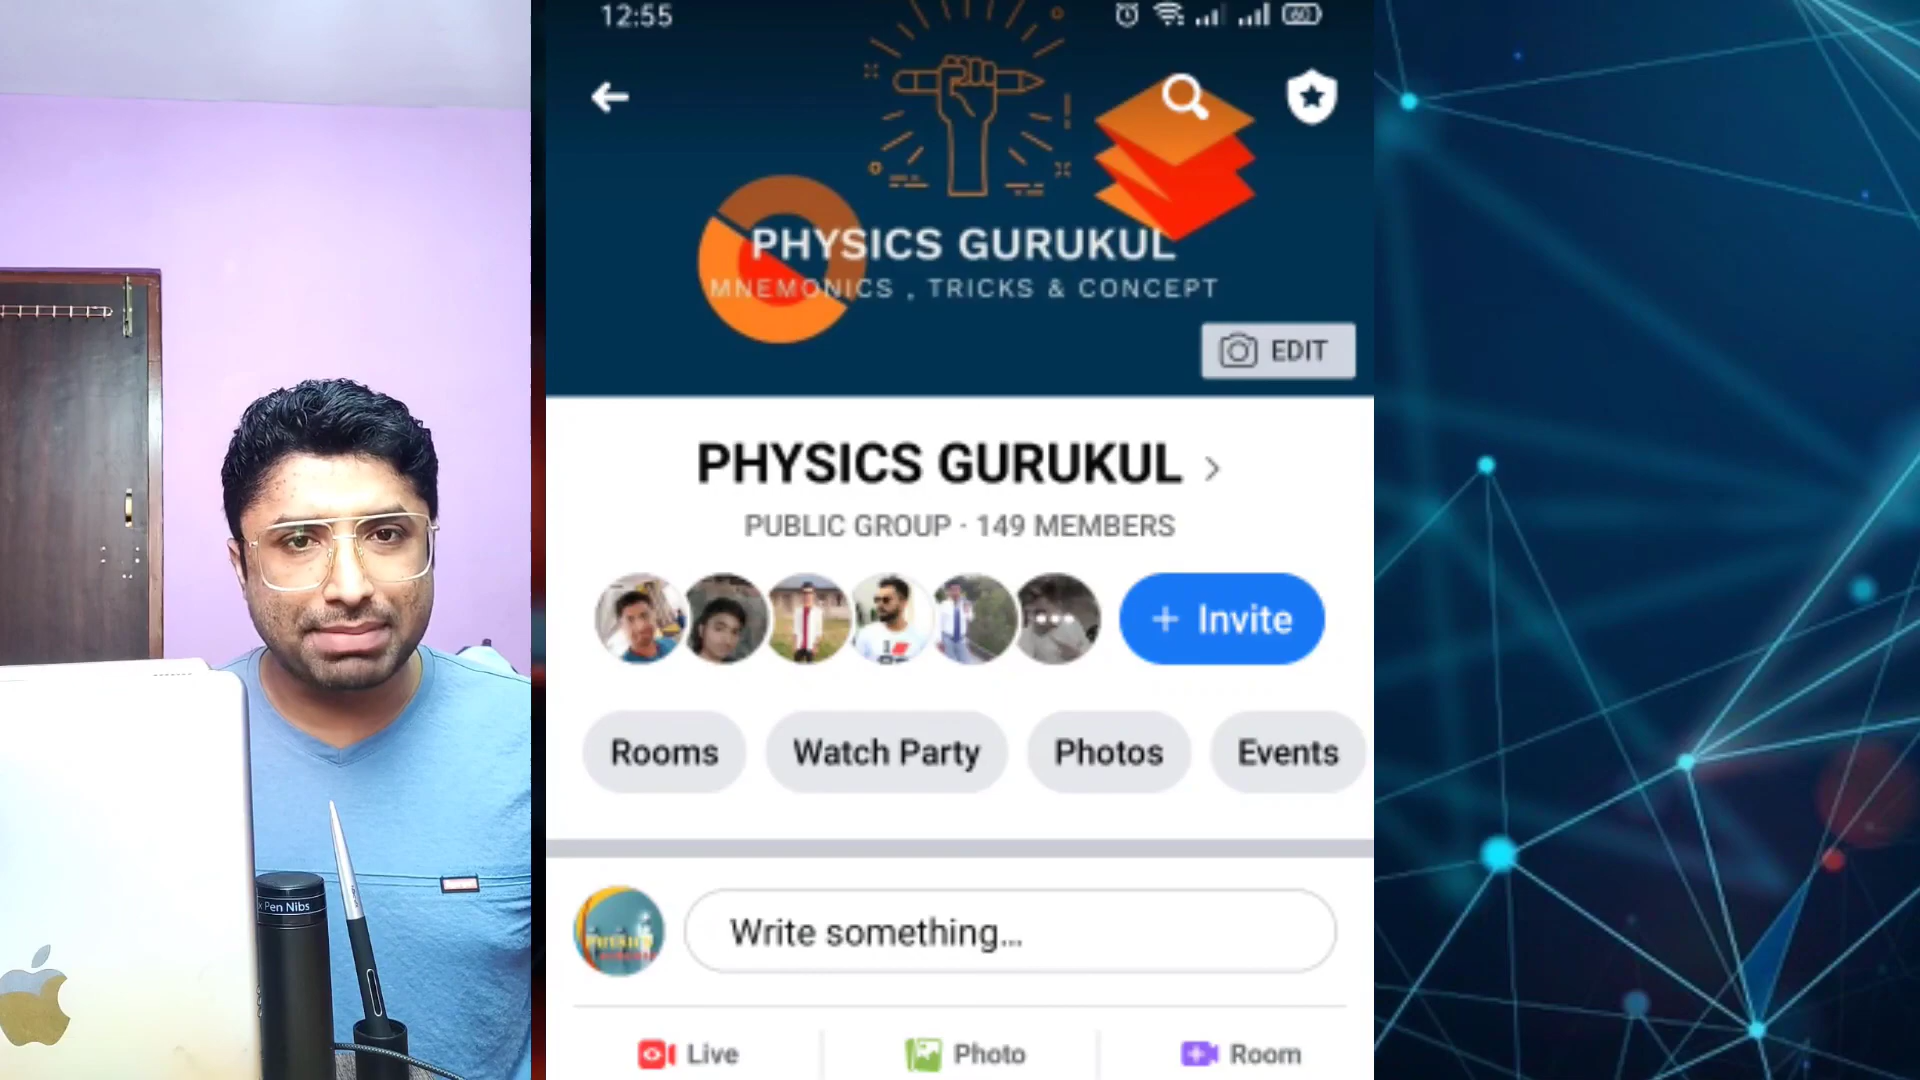 12:55
60
PHYSICS GURUKUL
MNEMONICS , TRICKS & CONCEPT
EDIT
PHYSICS GURUKUL >
PUBLIC GROUP · 149 MEMBERS
+ Invite
Rooms
Watch Party
Photos
Events
Write something...
Live
Photo
Room
x Pen Nibs